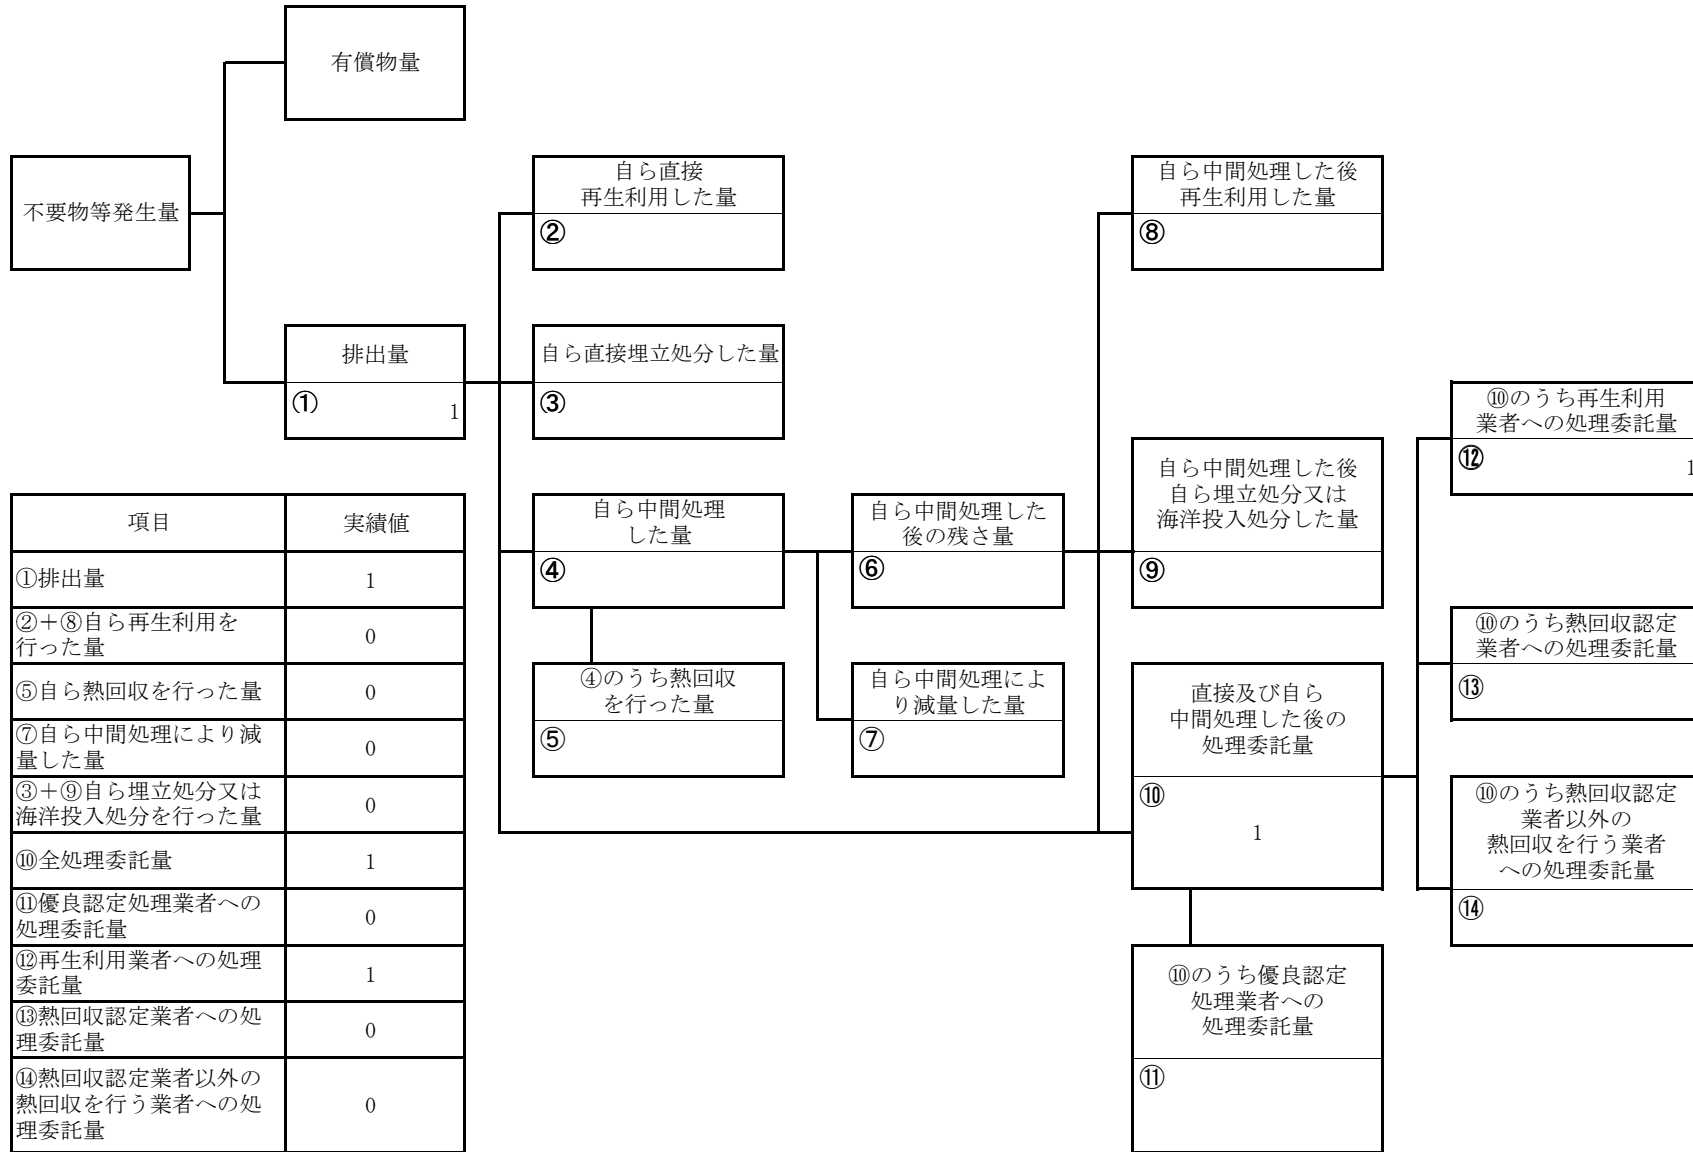 有償物量
不要物等発生量
自ら直接
再生利用した量
②
自ら中間処理した後
再生利用した量
⑧
排出量
①
1
自ら直接埋立処分した量
③
⑩のうち再生利用
業者への処理委託量
⑫
1
自ら中間処理
した量
④
自ら中間処理した
後の残さ量
⑥
自ら中間処理した後
自ら埋立処分又は
海洋投入処分した量
⑨
④のうち熱回収
を行った量
⑤
自ら中間処理によ
り減量した量
⑦
直接及び自ら
中間処理した後の
処理委託量
⑩
1
⑩のうち熱回収認定
業者への処理委託量
⑬
⑩のうち熱回収認定
業者以外の
熱回収を行う業者
への処理委託量
⑭
⑩のうち優良認定
処理業者への
処理委託量
⑪
項目
実績値
①排出量
1
②＋⑧自ら再生利用を
行った量
0
⑤自ら熱回収を行った量
0
⑦自ら中間処理により減
量した量
0
③＋⑨自ら埋立処分又は
海洋投入処分を行った量
0
⑩全処理委託量
1
⑪優良認定処理業者への
処理委託量
0
⑫再生利用業者への処理
委託量
1
⑬熱回収認定業者への処
理委託量
0
⑭熱回収認定業者以外の
熱回収を行う業者への処
理委託量
0